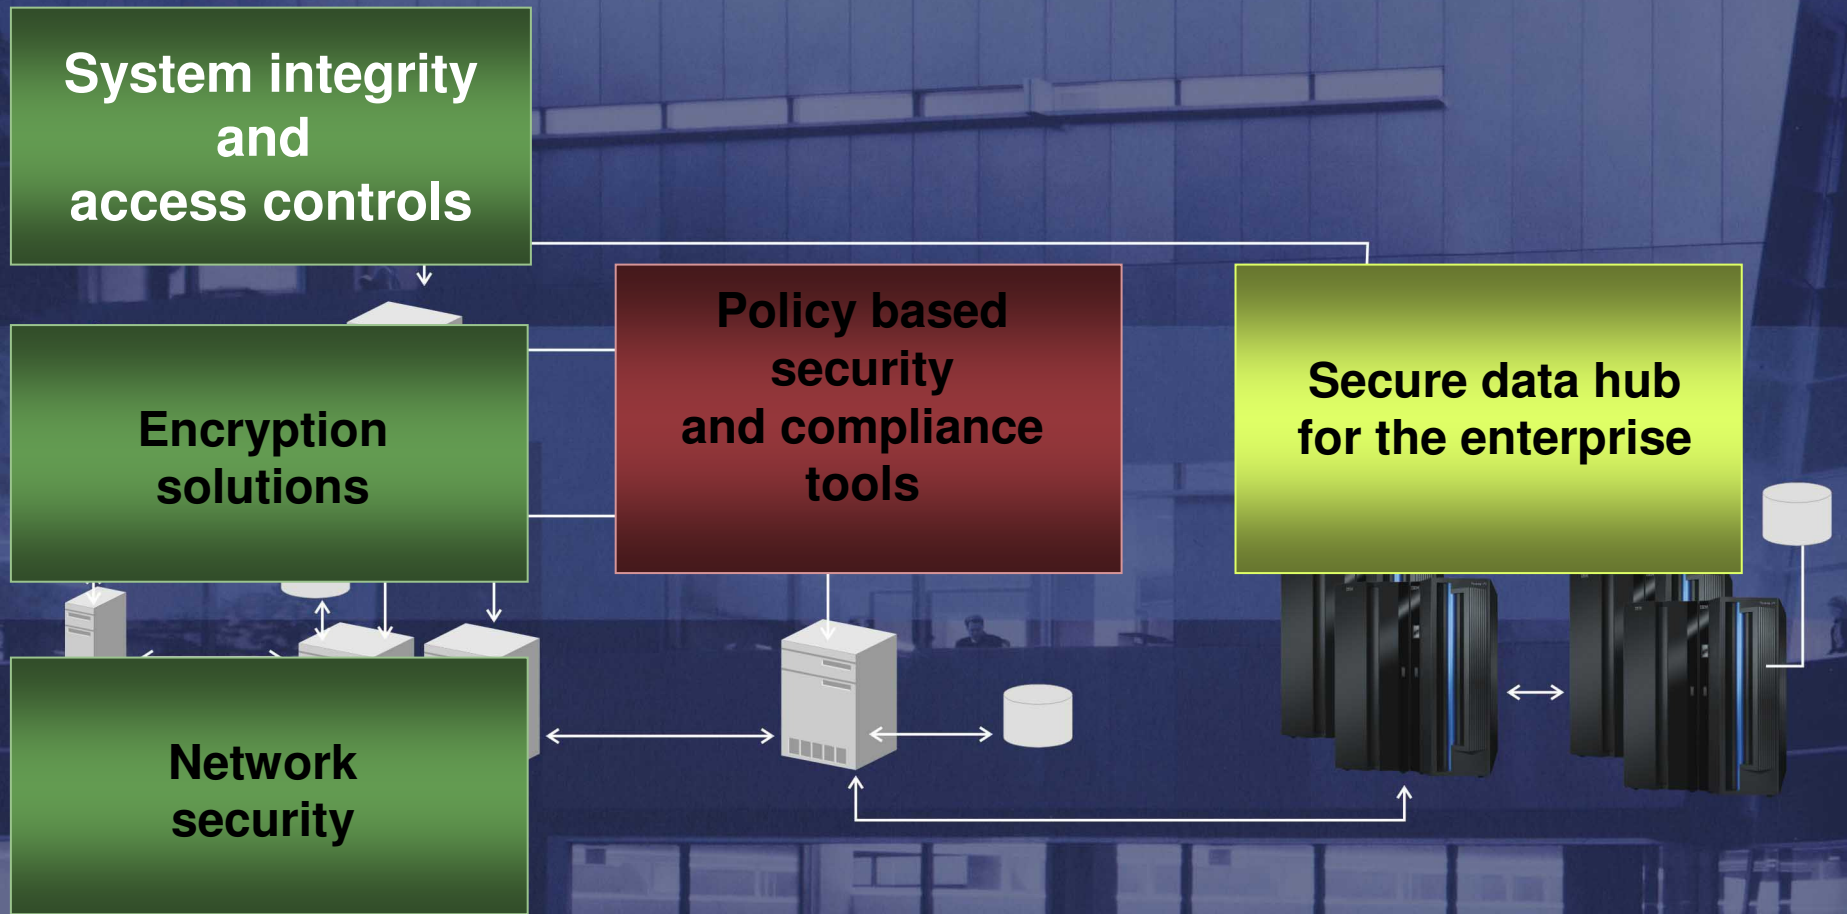 System integrity
and
access controls
Policy based
security
and compliance
tools
Secure data hub
for the enterprise
Encryption
solutions
Network
security